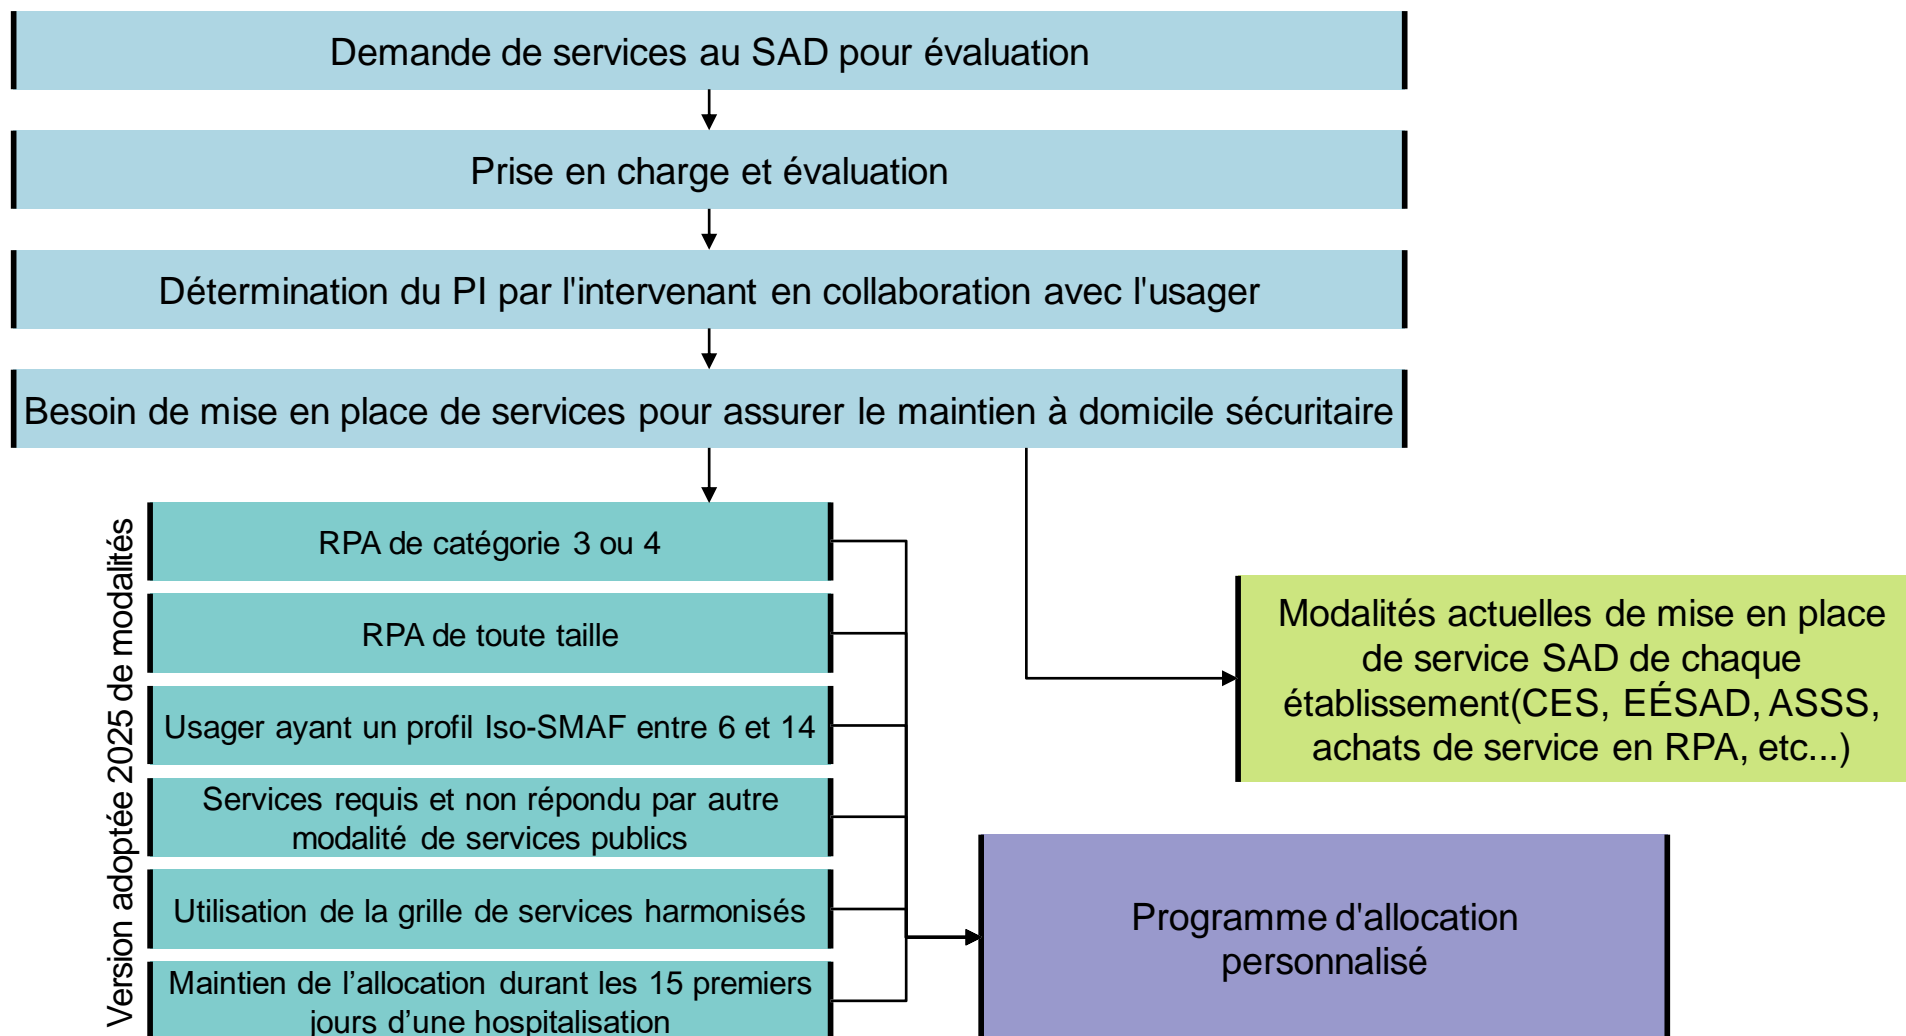 Demande de services au SAD pour évaluation
Prise en charge et évaluation
Détermination du PI par l'intervenant en collaboration avec l'usager
Besoin de mise en place de services pour assurer le maintien à domicile sécuritaire
Version adoptée 2025 de modalités
RPA de catégorie 3 ou 4
RPA de toute taille
Usager ayant un profil Iso-SMAF entre 6 et 14
Services requis et non répondu par autre
modalité de services publics
Utilisation de la grille de services harmonisés
Maintien de l’allocation durant les 15 premiers
jours d’une hospitalisation
Modalités actuelles de mise en place
de service SAD de chaque
établissement(CES, EÉSAD, ASSS,
achats de service en RPA, etc...)
Programme d'allocation
personnalisé